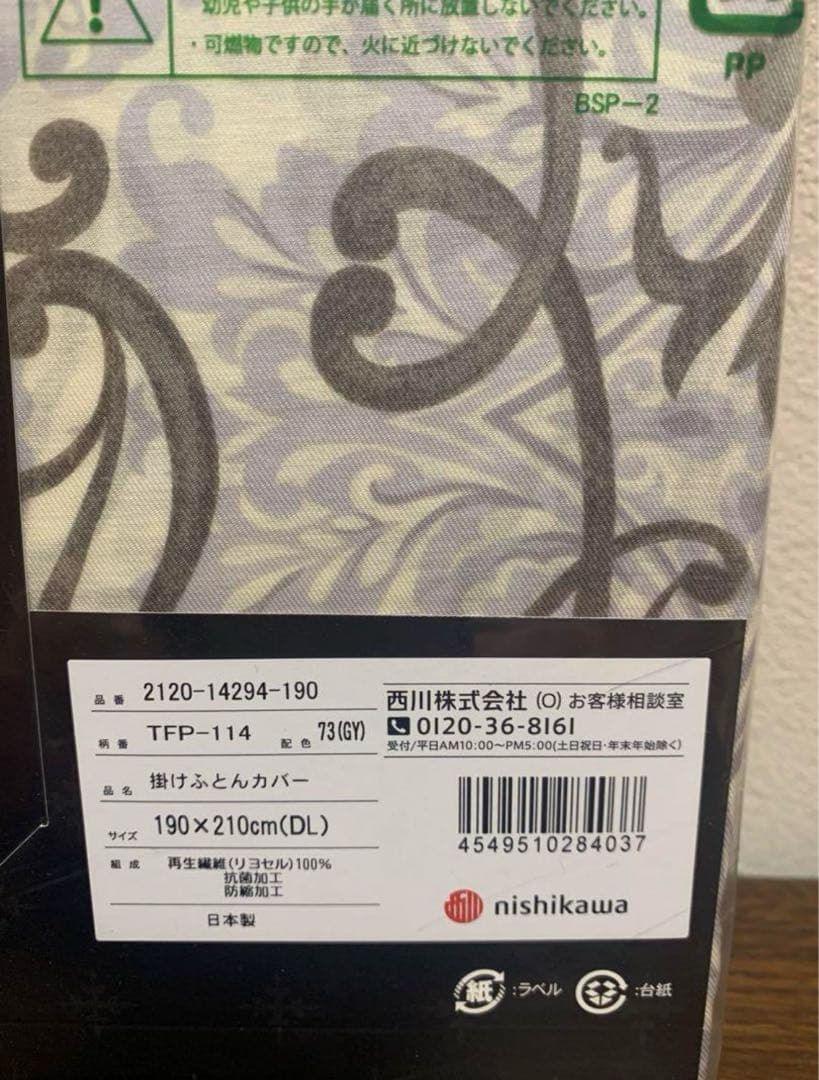 幼児や子供の手が届く所に放置しないでください。
・可燃物ですので、火に近づけないでください。
PP
BSP-2
品番 2120-14294-190
柄番 TFP-114 配色 73(GY)
品名 掛けふとんカバー
サイズ 190×210cm(DL)
組成 再生繊維(リヨセル)100%
抗菌加工
防縮加工
日本製
西川株式会社 (O) お客様相談室
0120-36-8161
受付/平日AM10:00〜PM5:00(土日祝日・年末年始除く)
4549510284037
nishikawa
紙:ラベル :台紙